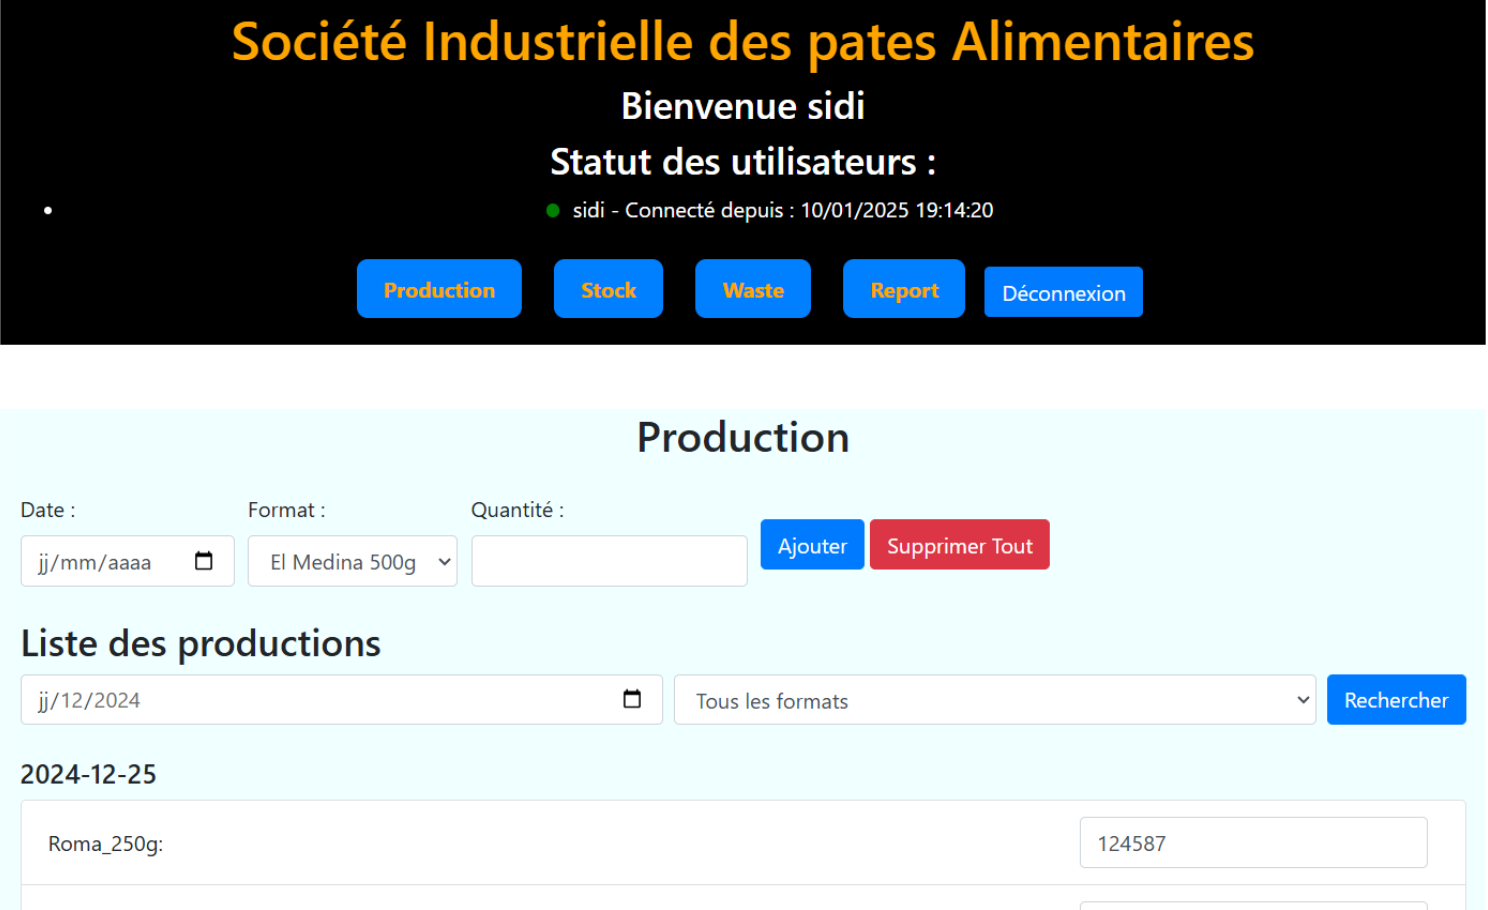 Société Industrielle des pates Alimentaires
Bienvenue sidi
Statut des utilisateurs :
sidi - Connecté depuis : 10/01/2025 19:14:20
Production Stock Waste Report Déconnexion
Production
Date : Format : Quantité :
jj/mm/aaaa El Medina 500g Ajouter Supprimer Tout
Liste des productions
jj/12/2024 Tous les formats Rechercher
2024-12-25
Roma_250g: 124587